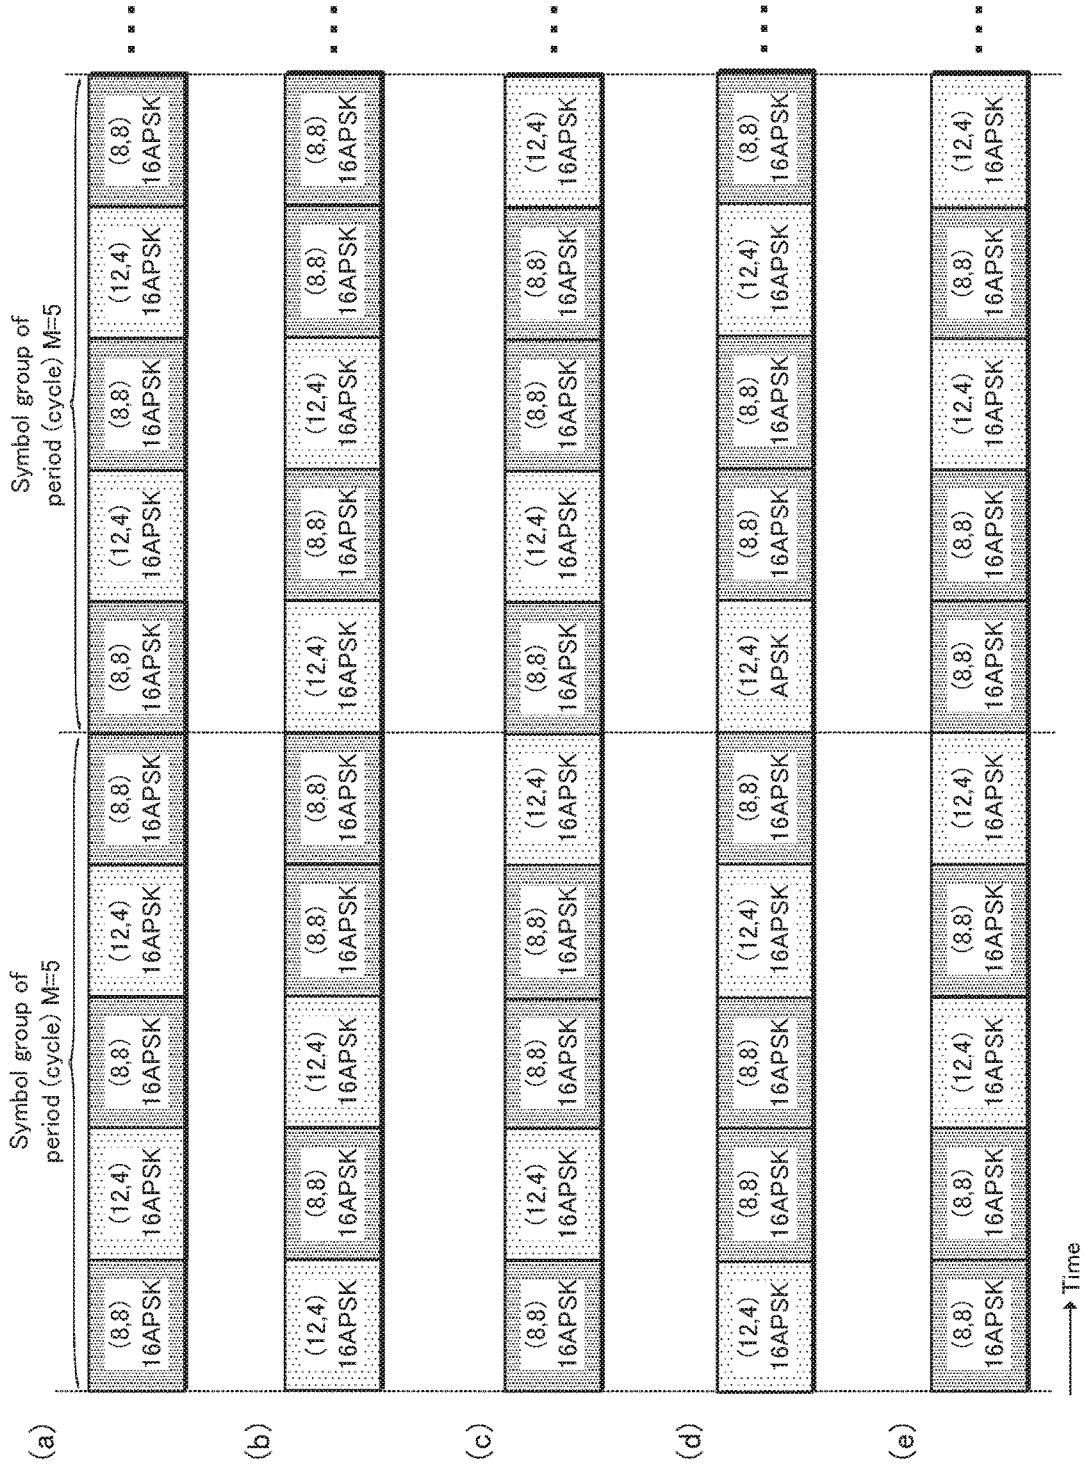 Symbol group of
period (cycle) M=5
Symbol group of
period (cycle) M=5
(a)
(8,8)
16APSK
(12,4)
16APSK
(8,8)
16APSK
(12,4)
16APSK
(8,8)
16APSK
(8,8)
16APSK
(12,4)
16APSK
(8,8)
16APSK
(12,4)
16APSK
(8,8)
16APSK
(b)
(12,4)
16APSK
(8,8)
16APSK
(12,4)
16APSK
(8,8)
16APSK
(8,8)
16APSK
(12,4)
16APSK
(8,8)
16APSK
(12,4)
16APSK
(8,8)
16APSK
(8,8)
16APSK
(c)
(8,8)
16APSK
(12,4)
16APSK
(8,8)
16APSK
(8,8)
16APSK
(12,4)
16APSK
(8,8)
16APSK
(12,4)
16APSK
(8,8)
16APSK
(8,8)
16APSK
(12,4)
16APSK
(d)
(12,4)
16APSK
(8,8)
16APSK
(8,8)
16APSK
(12,4)
16APSK
(8,8)
16APSK
(12,4)
APSK
(8,8)
16APSK
(8,8)
16APSK
(12,4)
16APSK
(8,8)
16APSK
(e)
(8,8)
16APSK
(8,8)
16APSK
(12,4)
16APSK
(8,8)
16APSK
(12,4)
16APSK
(8,8)
16APSK
(8,8)
16APSK
(12,4)
16APSK
(8,8)
16APSK
(12,4)
16APSK
Time